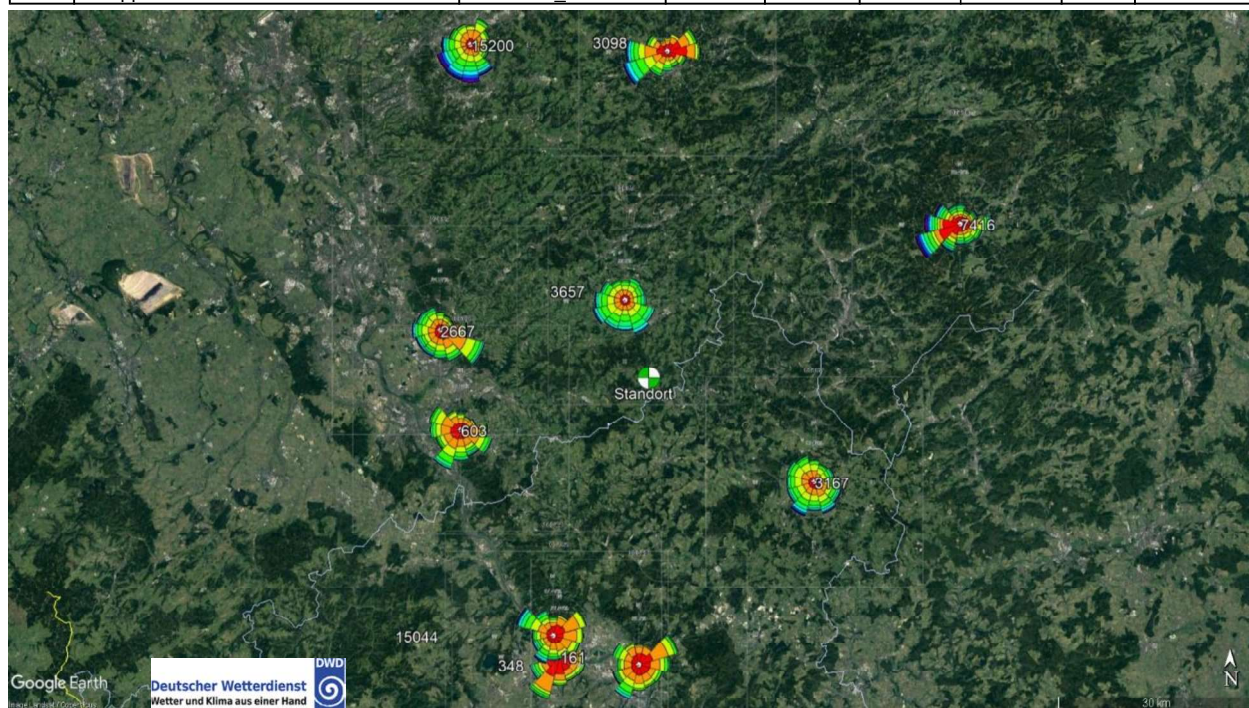 15200
3098
7416
3657
2667
Standort
603
3167
15044
348
161
Google Earth
Deutscher Wetterdienst
Wetter und Klima aus einer Hand
DWD
N
30 km